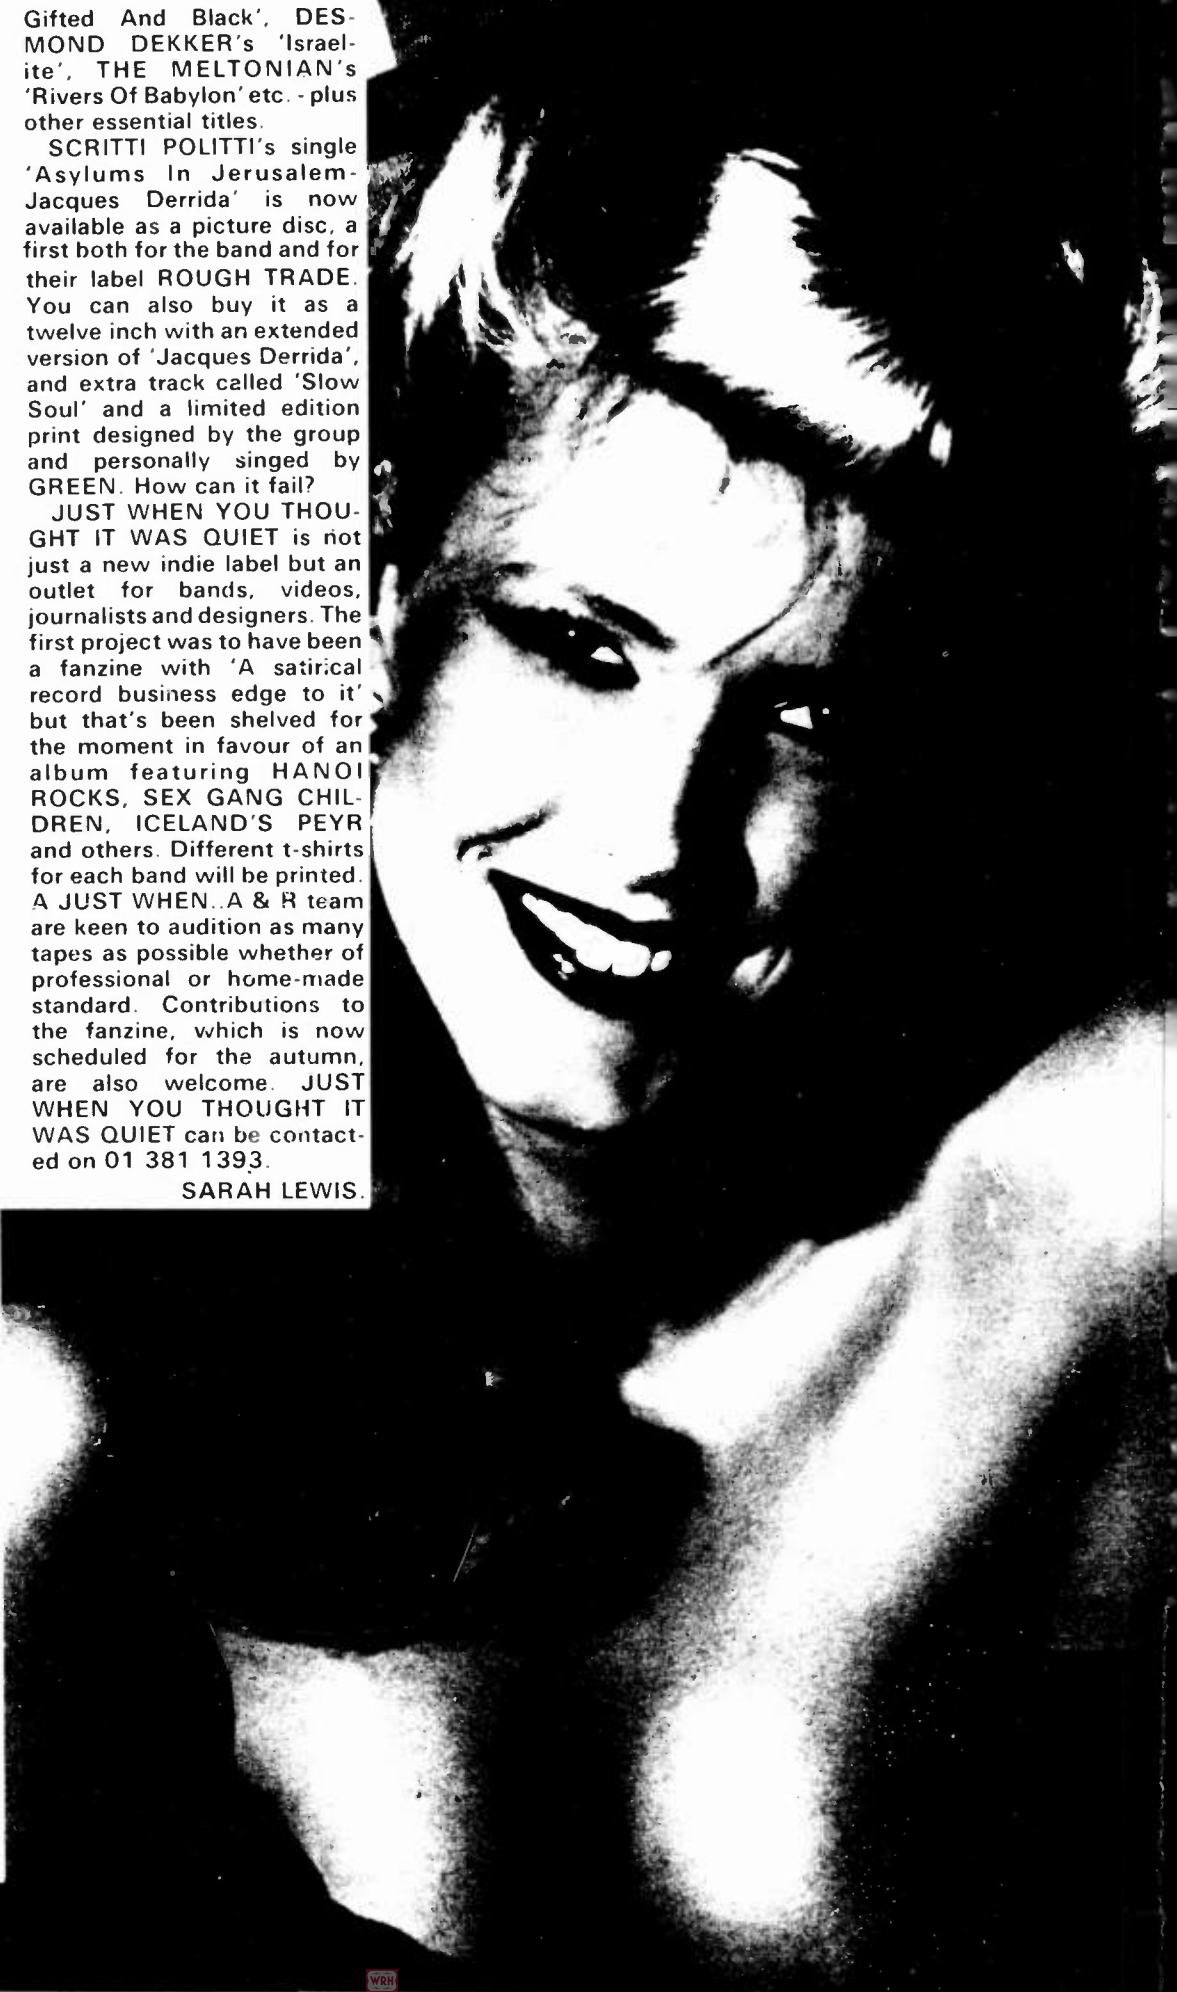 Gifted And Black', DES-
MOND DEKKER's 'Israel-
ite', THE MELTONIAN's
'Rivers Of Babylon' etc. - plus
other essential titles.
SCRITTI POLITTI's single
'Asylums In Jerusalem-
Jacques Derrida' is now
available as a picture disc, a
first both for the band and for
their label ROUGH TRADE.
You can also buy it as a
twelve inch with an extended
version of 'Jacques Derrida',
and extra track called 'Slow
Soul' and a limited edition
print designed by the group
and personally singed by
GREEN. How can it fail?
JUST WHEN YOU THOU-
GHT IT WAS QUIET is not
just a new indie label but an
outlet for bands, videos,
journalists and designers. The
first project was to have been
a fanzine with 'A satirical
record business edge to it'
but that's been shelved for
the moment in favour of an
album featuring HANOI
ROCKS, SEX GANG CHIL-
DREN, ICELAND'S PEYR
and others. Different t-shirts
for each band will be printed.
A JUST WHEN..A & R team
are keen to audition as many
tapes as possible whether of
professional or home-made
standard. Contributions to
the fanzine, which is now
scheduled for the autumn,
are also welcome. JUST
WHEN YOU THOUGHT IT
WAS QUIET can be contact-
ed on 01 381 1393.
SARAH LEWIS.
WRH